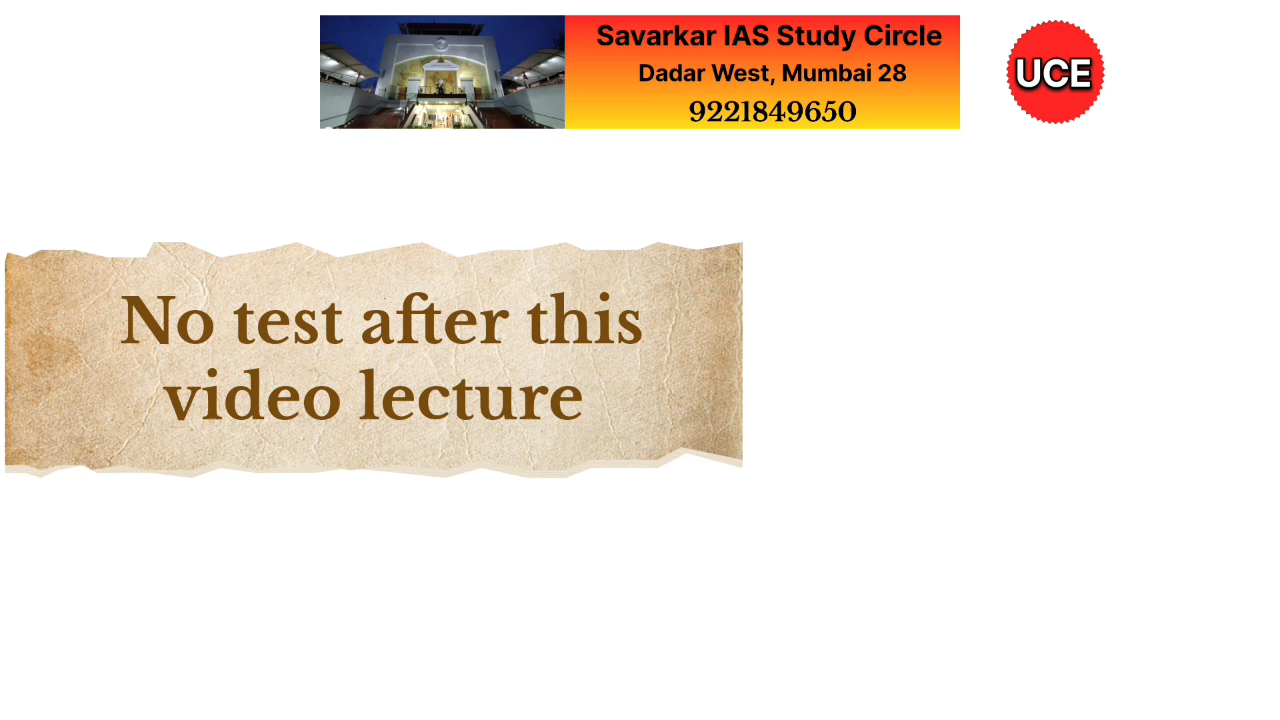 Savarkar IAS Study Circle
Dadar West, Mumbai 28
9221849650
UCE
No test after this
video lecture